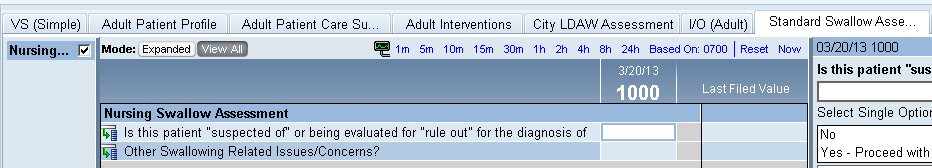 VS (Simple) Adult Patient Profile Adult Patient Care Su... Adult Interventions City LDAW Assessment I/O (Adult) Standard Swallow Asse...
Nursing... Mode: Expanded View All 1m 5m 10m 15m 30m 1h 2h 4h 8h 24h Based On: 0700 Reset Now
03/20/13 1000
3/20/13
1000 Last Filed Value
Is this patient "sus
Nursing Swallow Assessment
Select Single Option
Is this patient "suspected of" or being evaluated for "rule out" for the diagnosis of
No
Other Swallowing Related Issues/Concerns?
Yes - Proceed with